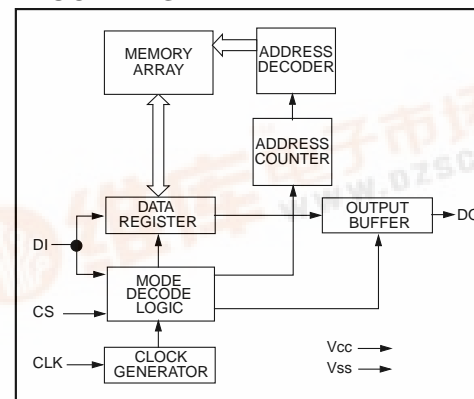 MEMORY
ARRAY
ADDRESS
DECODER
ADDRESS
COUNTER
DATA
REGISTER
OUTPUT
BUFFER
DO
DI
MODE
DECODE
LOGIC
CS
CLK
CLOCK
GENERATOR
Vcc
Vss